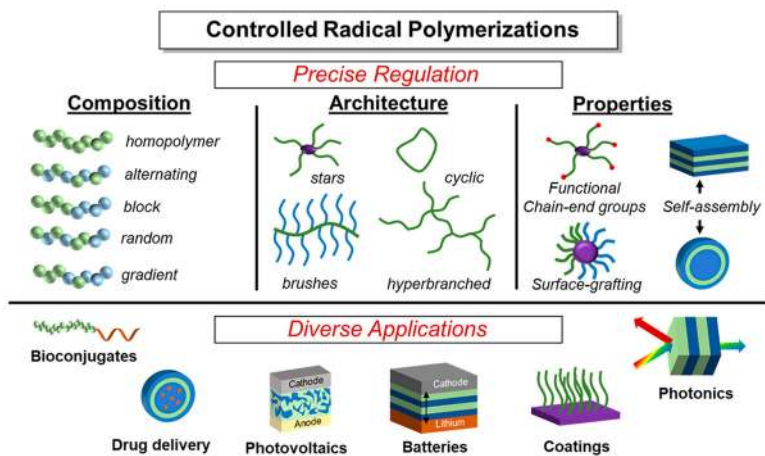 Controlled Radical Polymerizations
Precise Regulation
Composition
homopolymer
alternating
block
random
gradient
Architecture
stars
cyclic
brushes
hyperbranched
Properties
Functional
Chain-end groups
Self-assembly
Surface-grafting
Diverse Applications
Bioconjugates
Drug delivery
Cathode
Anode
Photovoltaics
Cathode
Lithium
Batteries
Coatings
Photonics